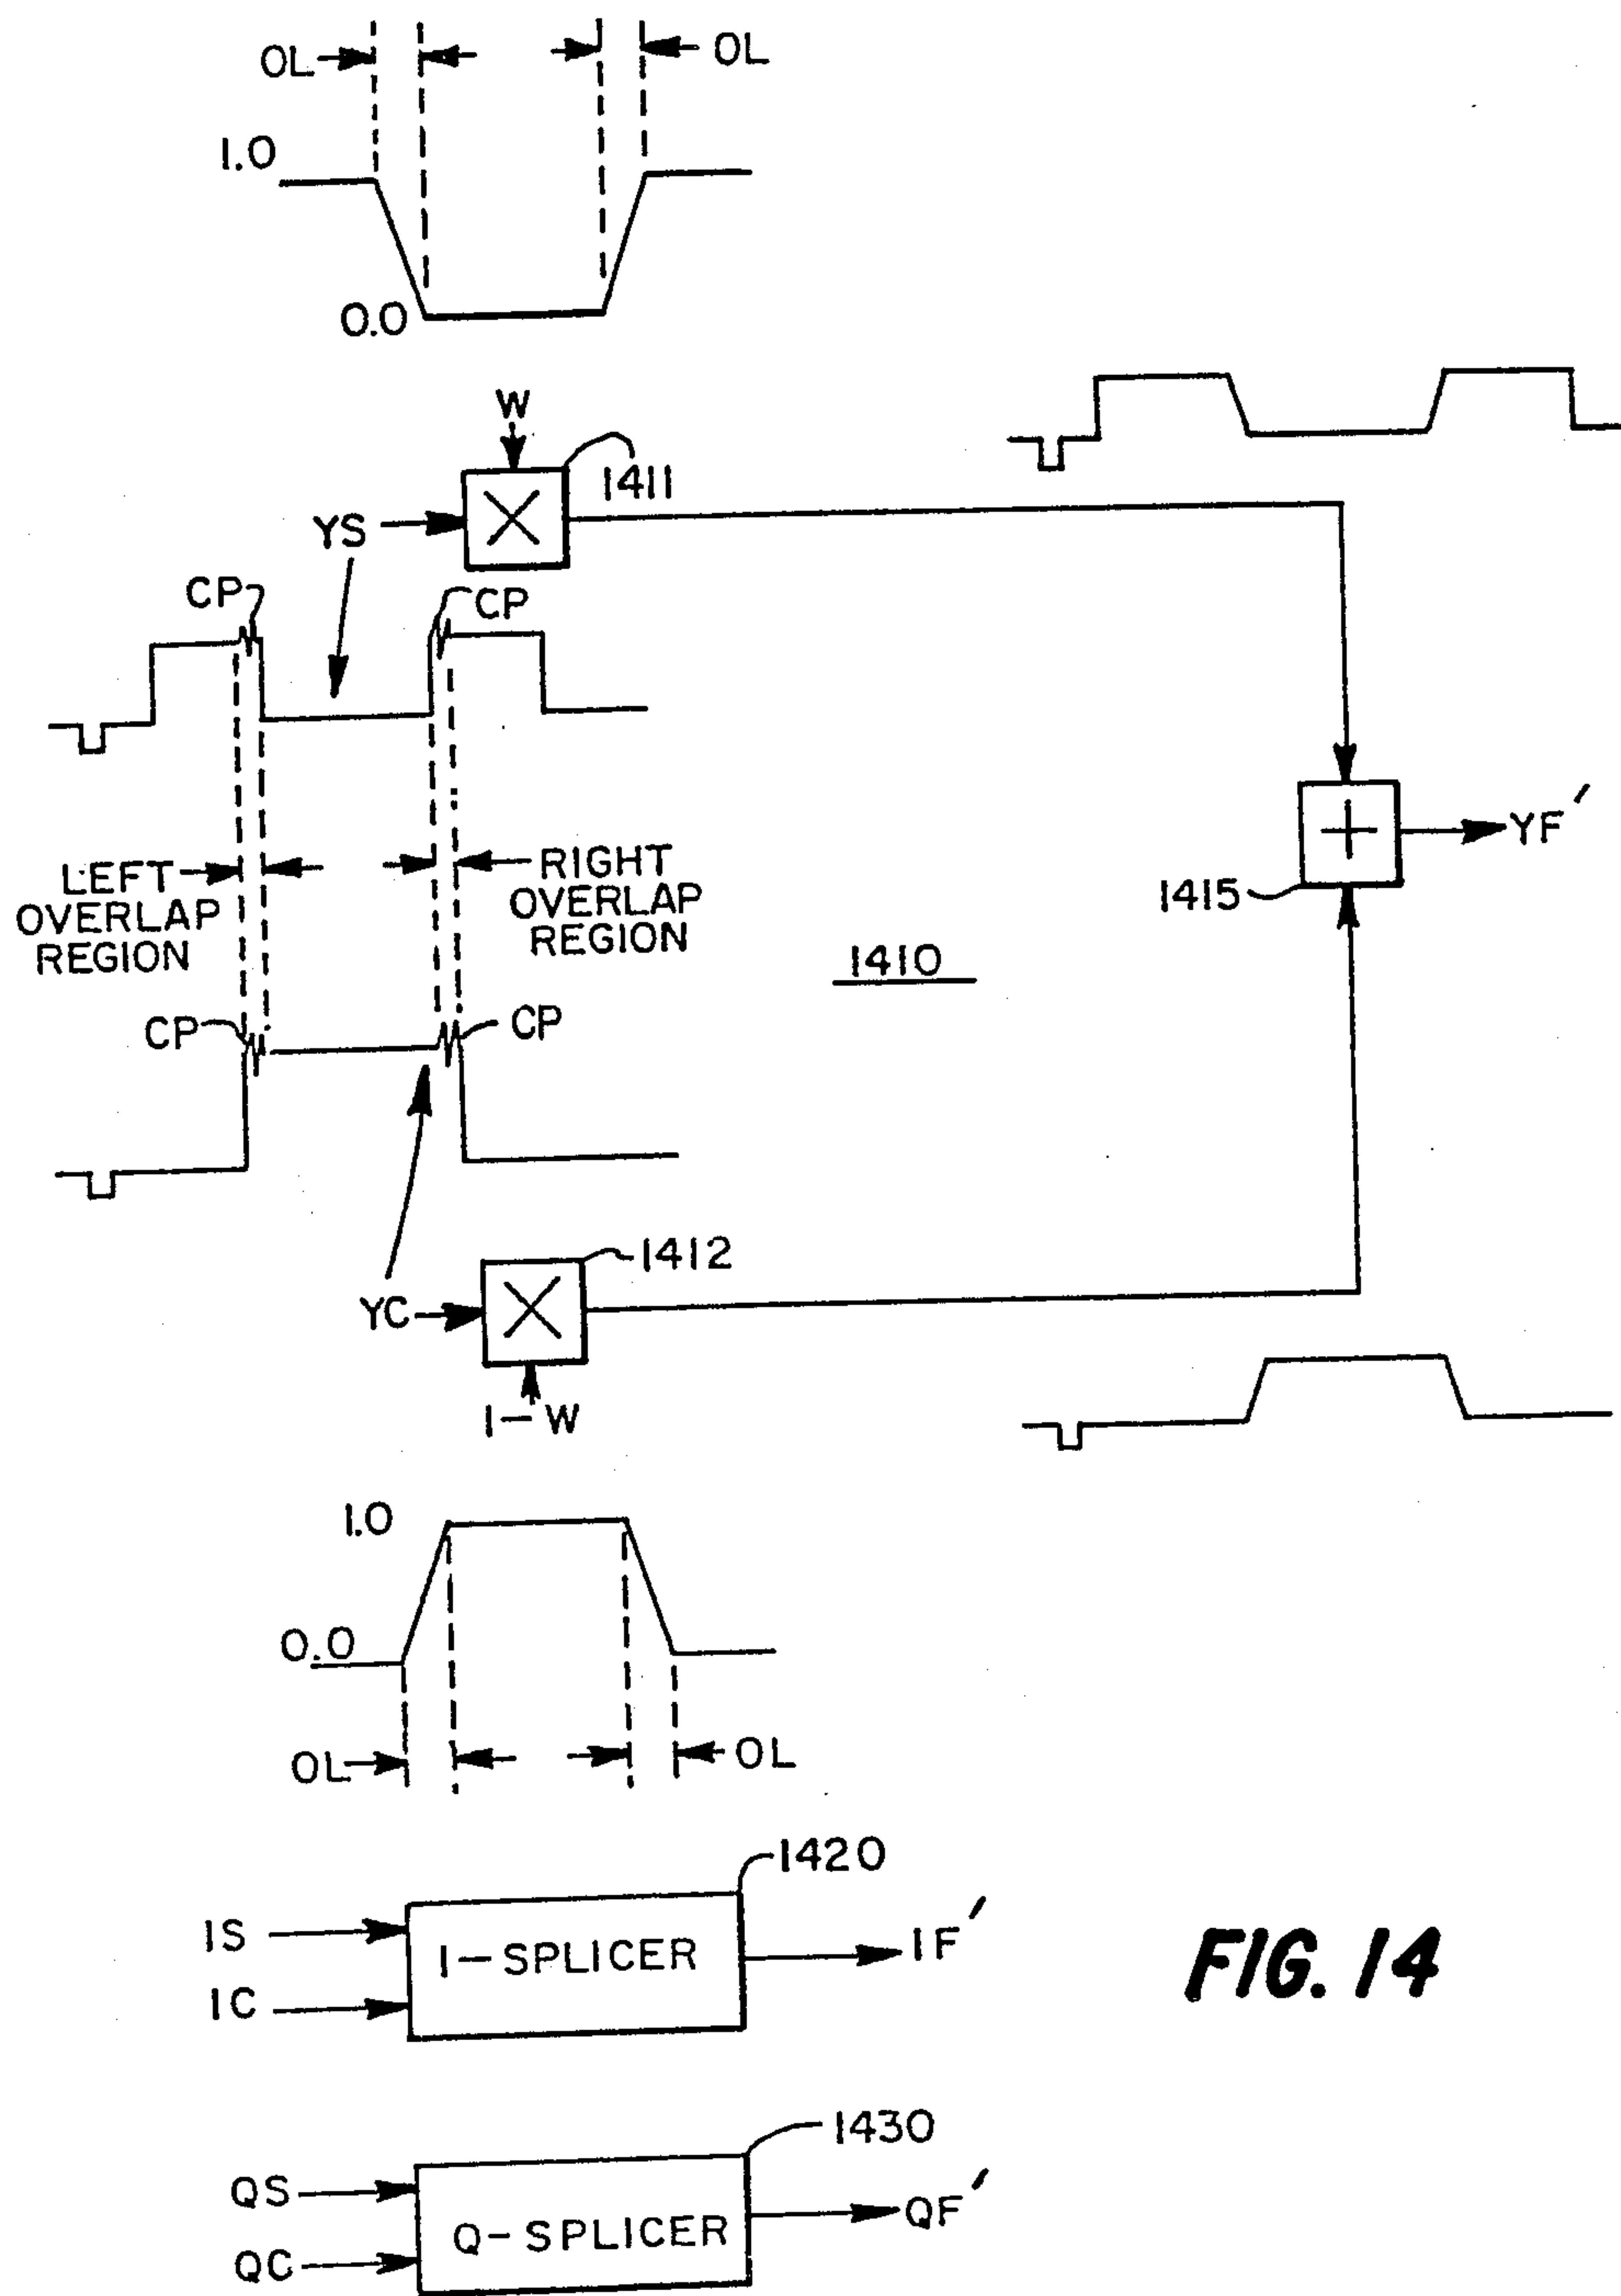 OL
OL
1.0
0.0
W
1411
YS
CP
CP
YF'
1415
LEFT
OVERLAP
REGION
RIGHT
OVERLAP
REGION
1410
CP
CP
1412
YC
1-W
1.0
0.0
OL
OL
1420
IS
IC
I-SPLICER
IF'
FIG. 14
1430
QS
QC
Q-SPLICER
QF'